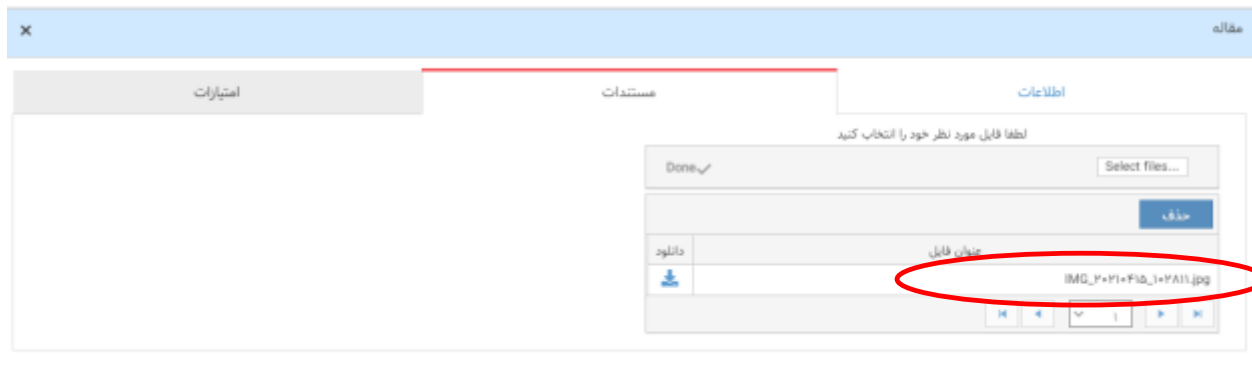 مقاله ×
اطلاعات مستندات امتیازات
لطفا فایل مورد نظر خود را انتخاب کنید
Select files... Done
حذف
عنوان فایل دانلود
IMG_۲۰۲۱۰۴۱۵_۱۰۲۸۱۱.jpg
۱